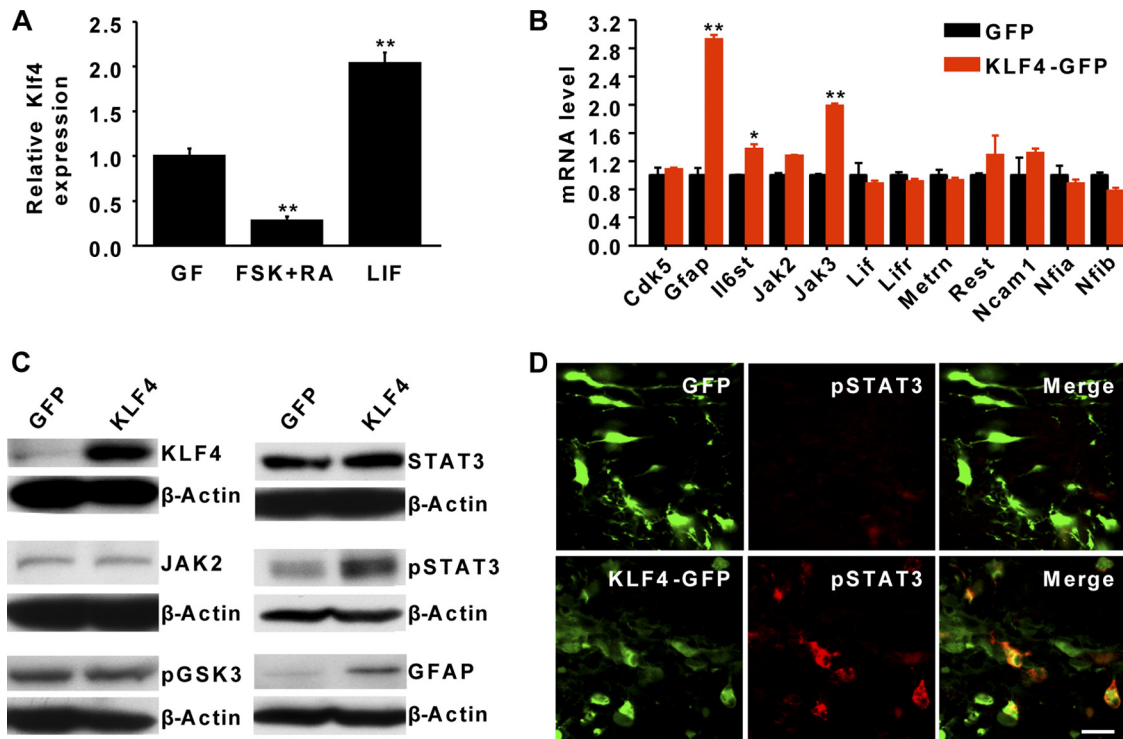 A
Relative Klf4
expression
2.5
2.0
1.5
1.0
0.5
0.0
**
**
GF
FSK+RA
LIF
B
mRNA level
3.2
2.8
2.4
2.0
1.6
1.2
0.8
0.4
0.0
**
*
**
GFP
KLF4-GFP
Cdk5
Gfap
Il6st
Jak2
Jak3
Lif
Lifr
Metrn
Rest
Ncam1
Nfia
Nfib
C
GFP
KLF4
KLF4
β-Actin
JAK2
β-Actin
pGSK3
β-Actin
GFP
KLF4
STAT3
β-Actin
pSTAT3
β-Actin
GFAP
β-Actin
D
GFP
pSTAT3
Merge
KLF4-GFP
pSTAT3
Merge